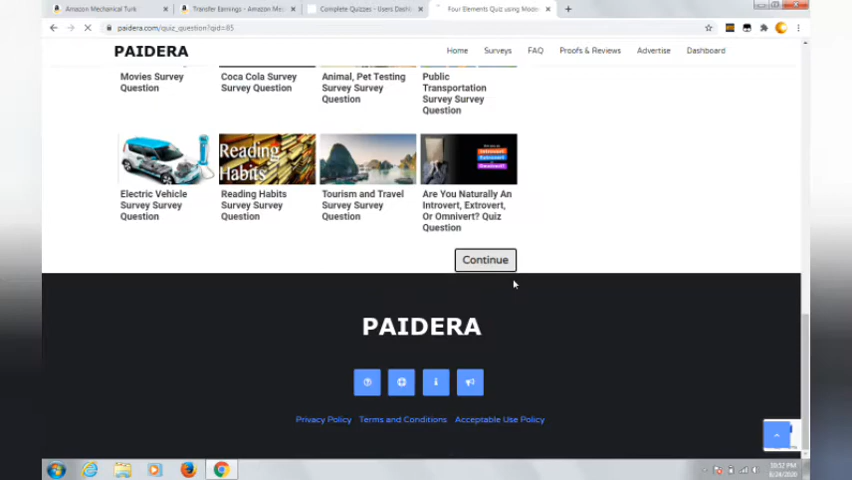 Amazon Mechanical Turk
Transfer Earnings - Amazon Me
Complete Quizzes - Users Dash
Four Elements Quiz using Mode
paidera.com/quiz_question?qid=85
PAIDERA
Home
Surveys
FAQ
Proofs & Reviews
Advertise
Dashboard
Movies Survey
Question
Coca Cola Survey
Survey Question
Animal, Pet Testing
Survey Survey
Question
Public
Transportation
Survey Survey
Question
Reading
Habits
Electric Vehicle
Survey Survey
Question
Reading Habits
Survey Survey
Question
Tourism and Travel
Survey Survey
Question
Are You Naturally An
Introvert, Extrovert,
Or Omnivert? Quiz
Question
Continue
PAIDERA
Privacy Policy
Terms and Conditions
Acceptable Use Policy
10:52 PM